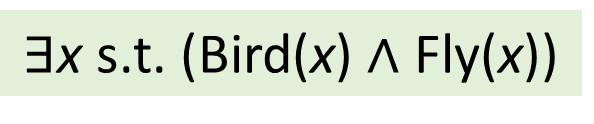 ∃x s.t. (Bird(x) ∧ Fly(x))